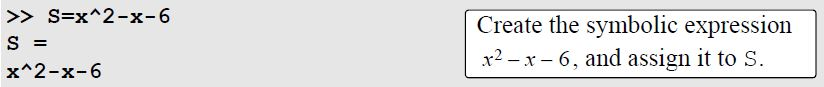 >> S=x^2-x-6
S =
x^2-x-6
Create the symbolic expression
x² – x – 6, and assign it to S.